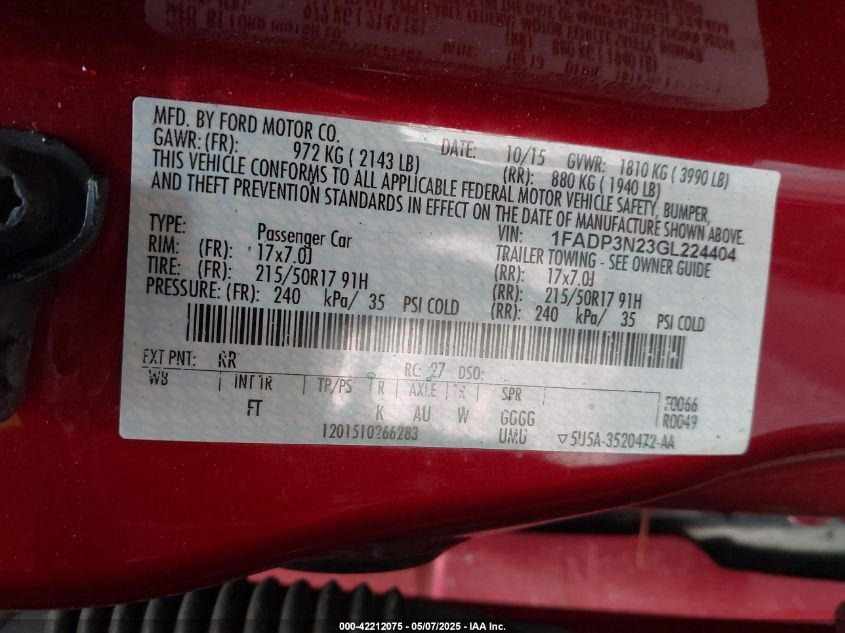 MFD. BY FORD MOTOR CO.
DATE: 10/15 GVWR: 1810 KG ( 3990 LB)
GAWR: (FR): 972 KG ( 2143 LB) (RR): 880 KG ( 1940 LB)
THIS VEHICLE CONFORMS TO ALL APPLICABLE FEDERAL MOTOR VEHICLE SAFETY, BUMPER,
AND THEFT PREVENTION STANDARDS IN EFFECT ON THE DATE OF MANUFACTURE SHOWN ABOVE.
VIN: 1FADP3N23GL224404
TYPE: Passenger Car TRAILER TOWING - SEE OWNER GUIDE
RIM: (FR): 17x7.0J (RR): 17x7.0J
TIRE: (FR): 215/50R17 91H (RR): 215/50R17 91H
PRESSURE: (FR): 240 kPa/ 35 PSI COLD (RR): 240 kPa/ 35 PSI COLD
EXT PNT: RR RC: 27 DSO:
WB INT TR TP/PS R AXLE TR SPR F0066
FT K AU W GGGG R0049
1201510266283 UMU ▽5U5A-3520472-AA
000-42212075 - 05/07/2025 - IAA Inc.